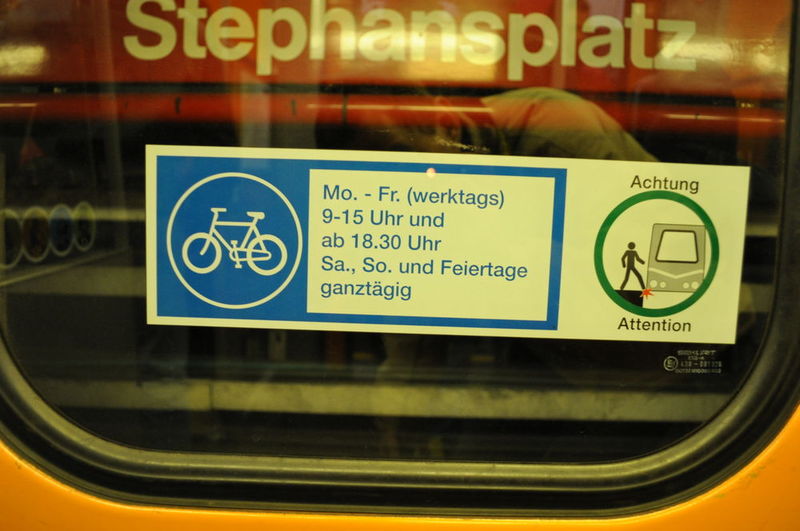 Stephansplatz
Mo. - Fr. (werktags)
9-15 Uhr und
ab 18.30 Uhr
Sa., So. und Feiertage
ganztägig
Achtung
Attention
SEKURIT